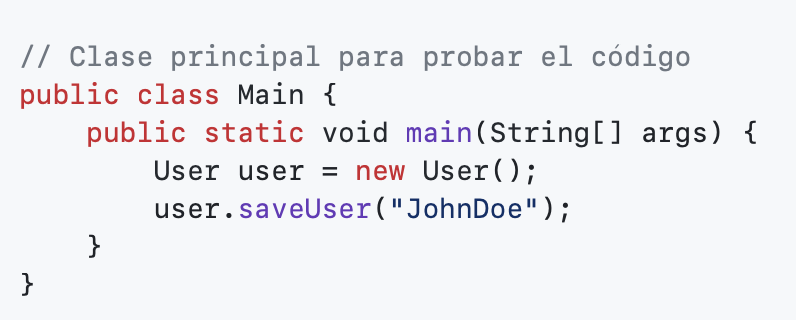 // Clase principal para probar el código
public class Main {
    public static void main(String[] args) {
        User user = new User();
        user.saveUser("JohnDoe");
    }
}